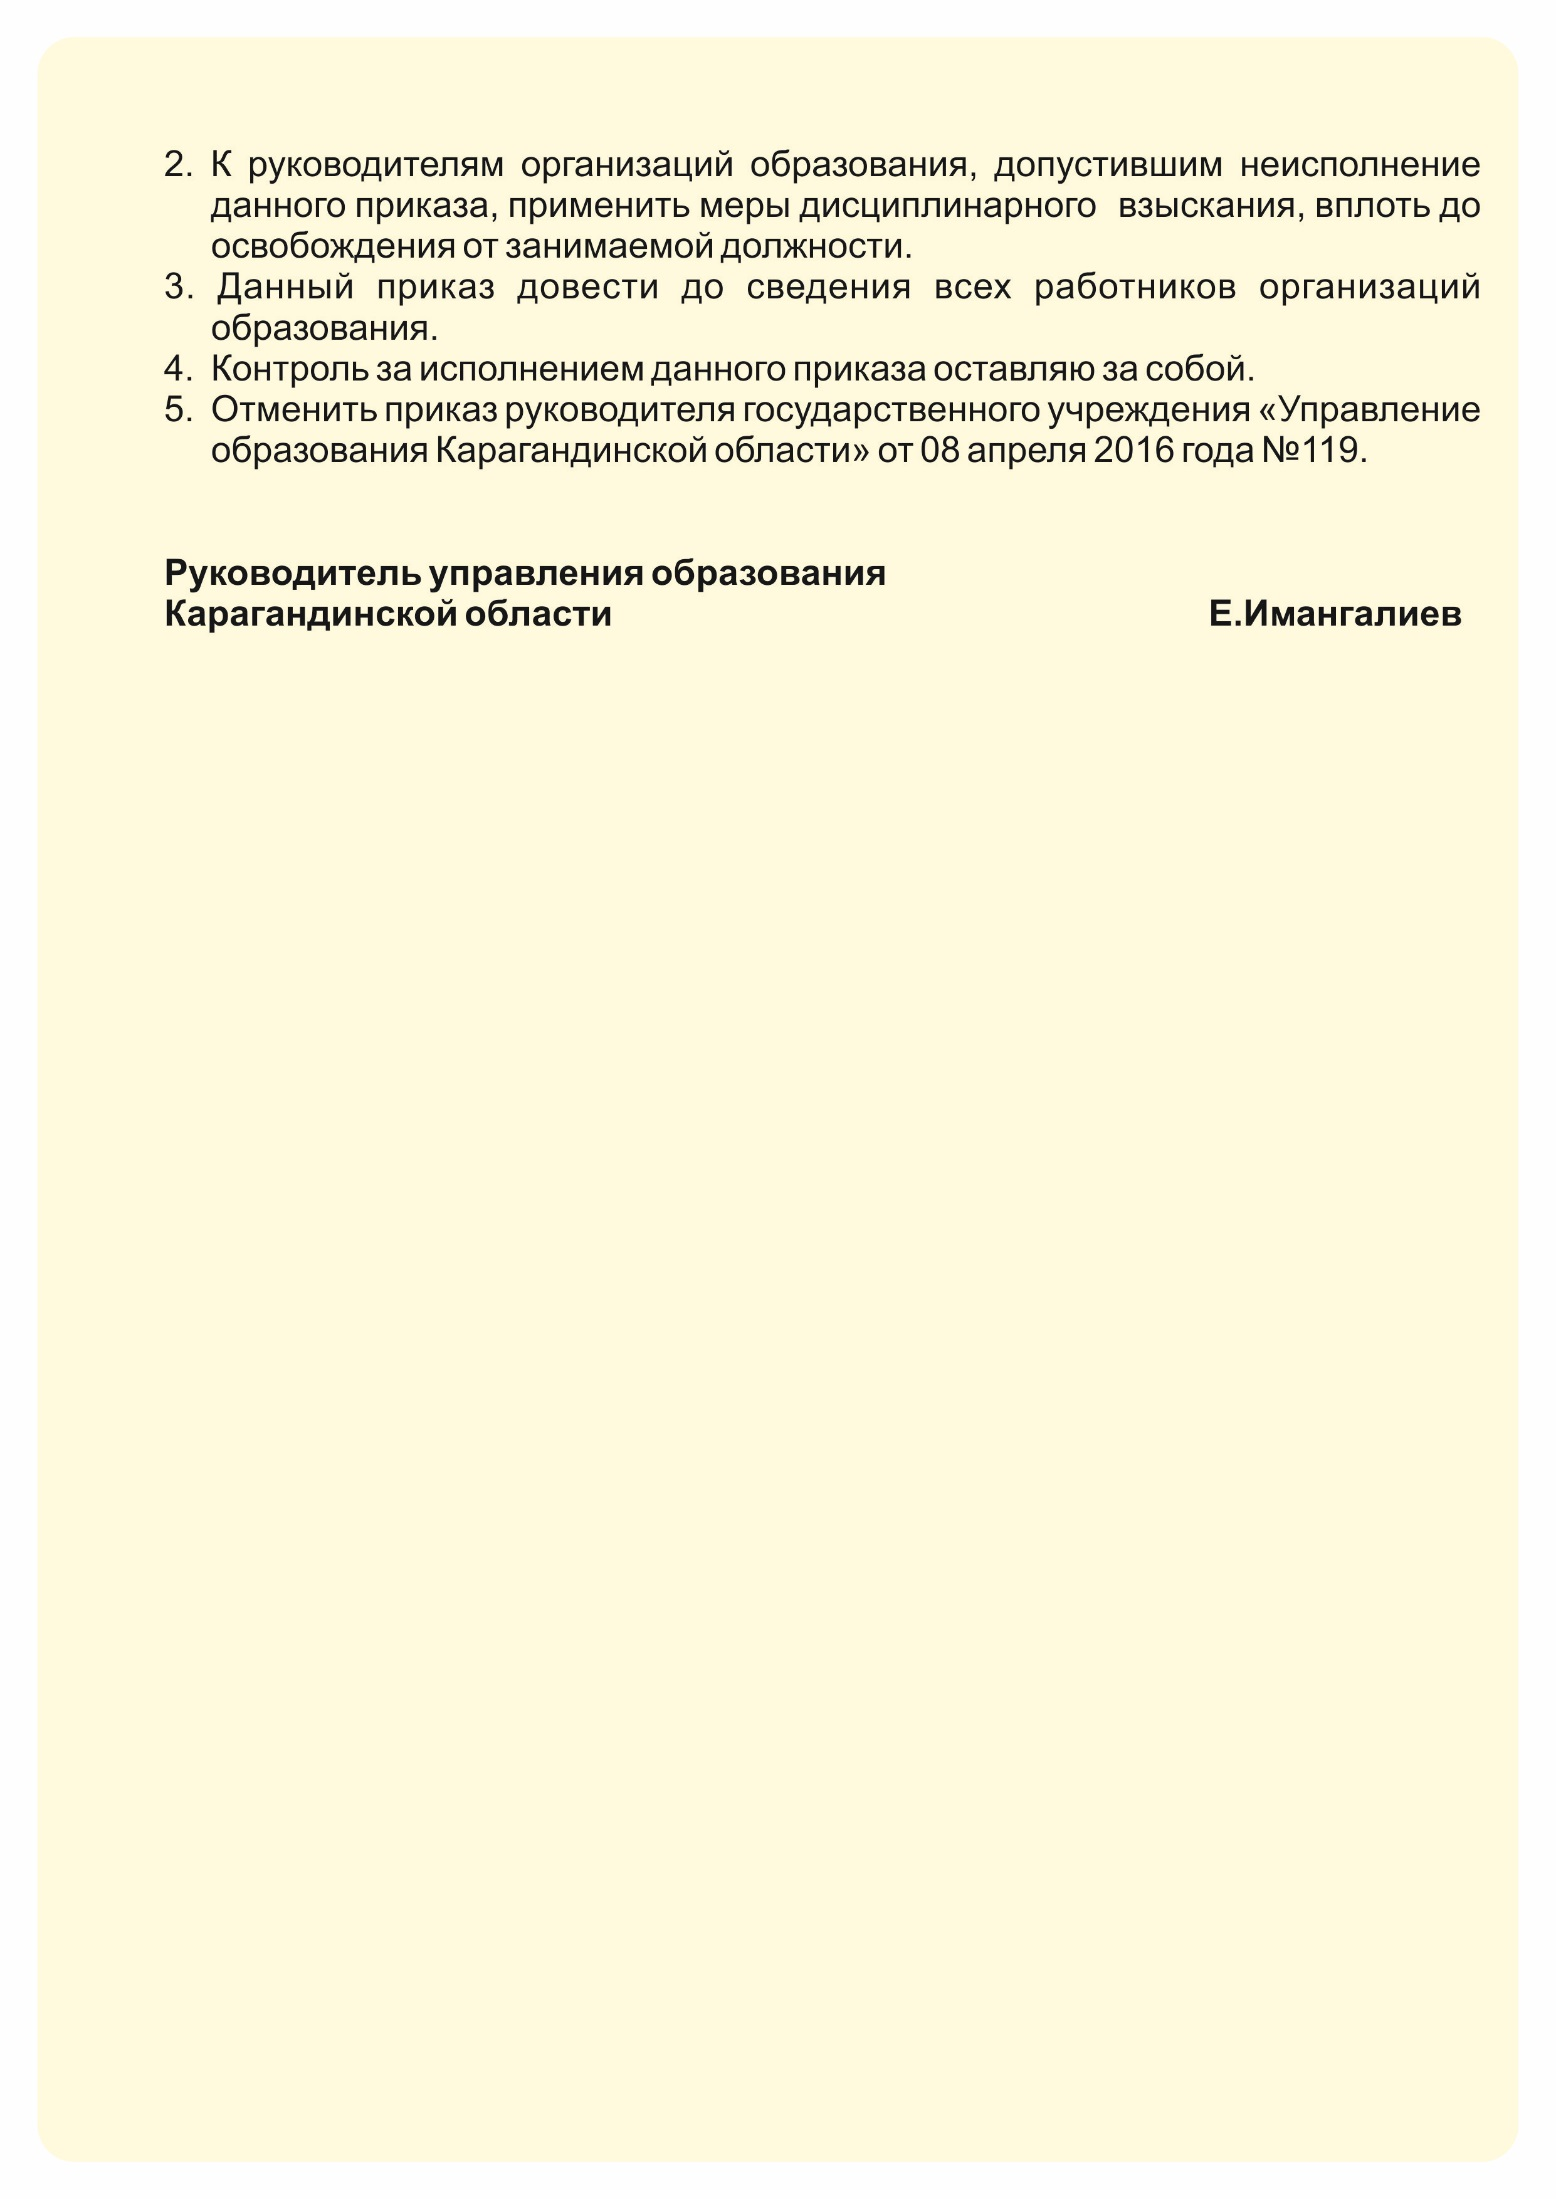 2. К руководителям организаций образования, допустившим неисполнение
данного приказа, применить меры дисциплинарного взыскания, вплоть до
освобождения от занимаемой должности.
3. Данный приказ довести до сведения всех работников организаций
образования.
4. Контроль за исполнением данного приказа оставляю за собой.
5. Отменить приказ руководителя государственного учреждения «Управление
образования Карагандинской области» от 08 апреля 2016 года №119.
Руководитель управления образования
Карагандинской области Е.Имангалиев